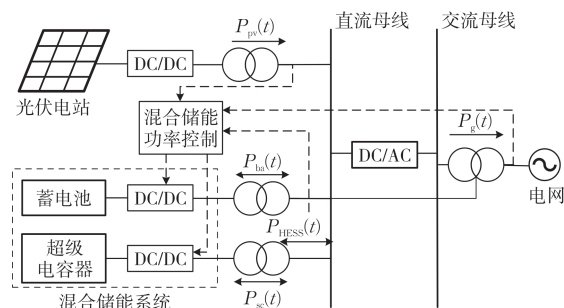 P_pv(t)
直流母线
交流母线
DC/DC
光伏电站
混合储能
功率控制
P_g(t)
DC/AC
P_ba(t)
蓄电池
DC/DC
电网
P_HESS(t)
超级
电容器
DC/DC
P_sc(t)
混合储能系统